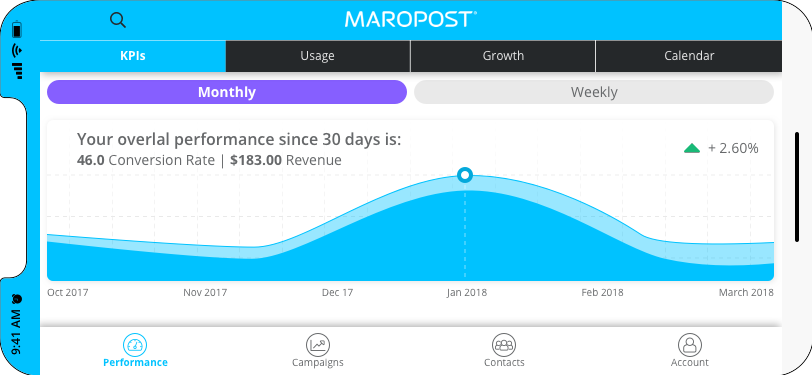 9:41 AM
MAROPOST
KPIs
Usage
Growth
Calendar
Monthly
Weekly
Your overlal performance since 30 days is:
46.0 Conversion Rate | $183.00 Revenue
+ 2.60%
Oct 2017
Nov 2017
Dec 17
Jan 2018
Feb 2018
March 2018
Performance
Campaigns
Contacts
Account